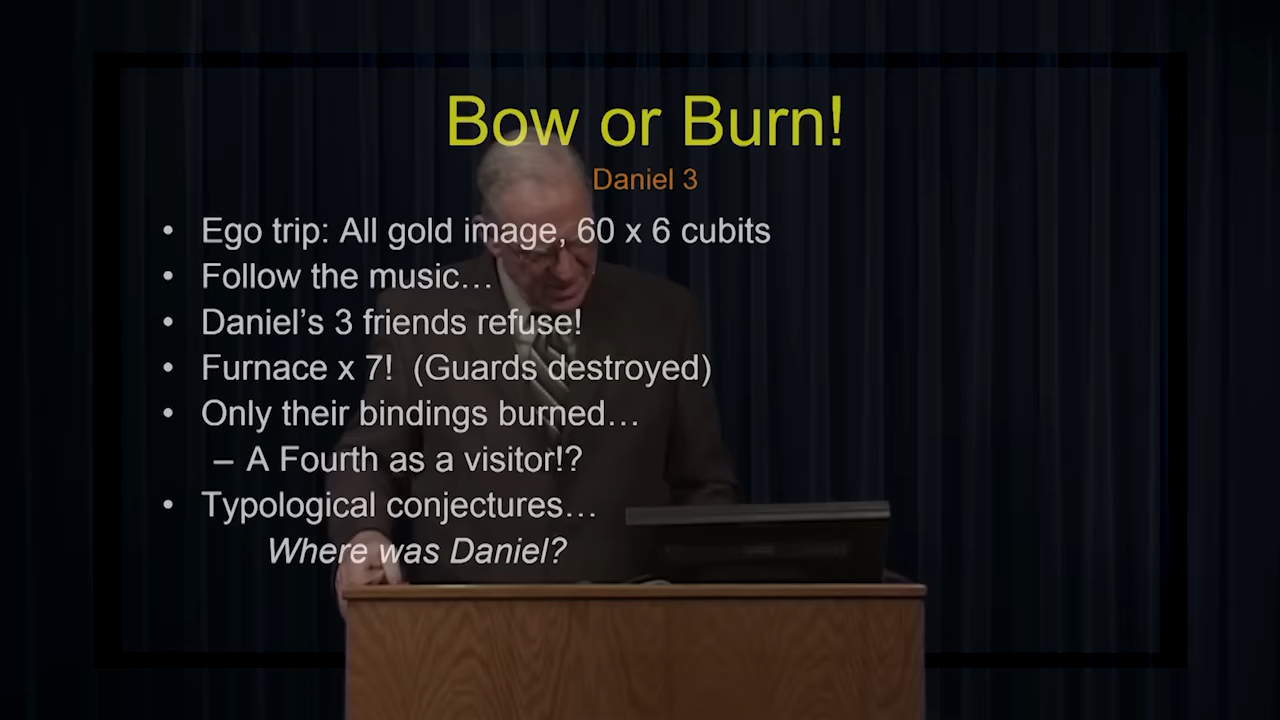 Bow or Burn!
Daniel 3
• Ego trip: All gold image, 60 x 6 cubits
• Follow the music…
• Daniel’s 3 friends refuse!
• Furnace x 7!  (Guards destroyed)
• Only their bindings burned…
– A Fourth as a visitor!?
• Typological conjectures…
Where was Daniel?